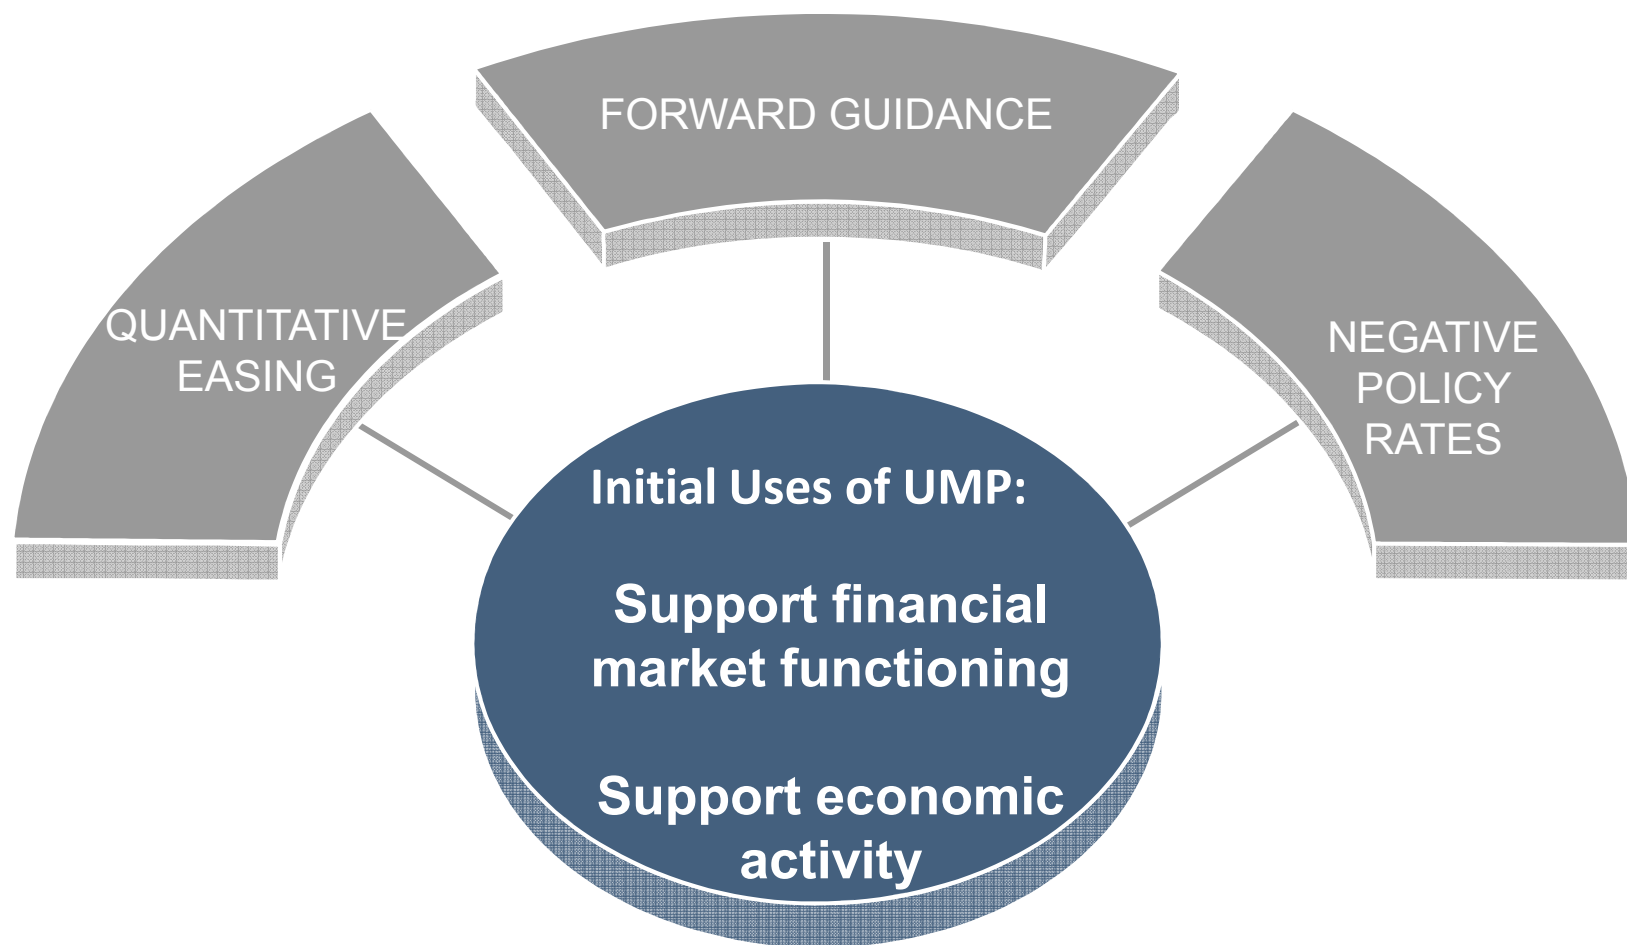 FORWARD GUIDANCE
QUANTITATIVE
EASING
NEGATIVE
POLICY
RATES
Initial Uses of UMP:
Support financial
market functioning
Support economic
activity